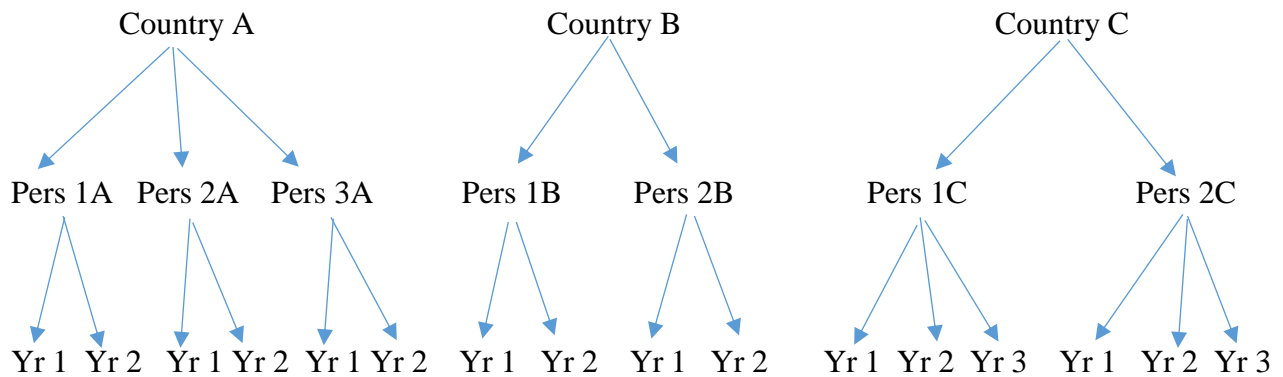 Country A Country B Country C
Pers 1A Pers 2A Pers 3A Pers 1B Pers 2B Pers 1C Pers 2C
Yr 1 Yr 2 Yr 1 Yr 2 Yr 1 Yr 2 Yr 1 Yr 2 Yr 1 Yr 2 Yr 1 Yr 2 Yr 3 Yr 1 Yr 2 Yr 3